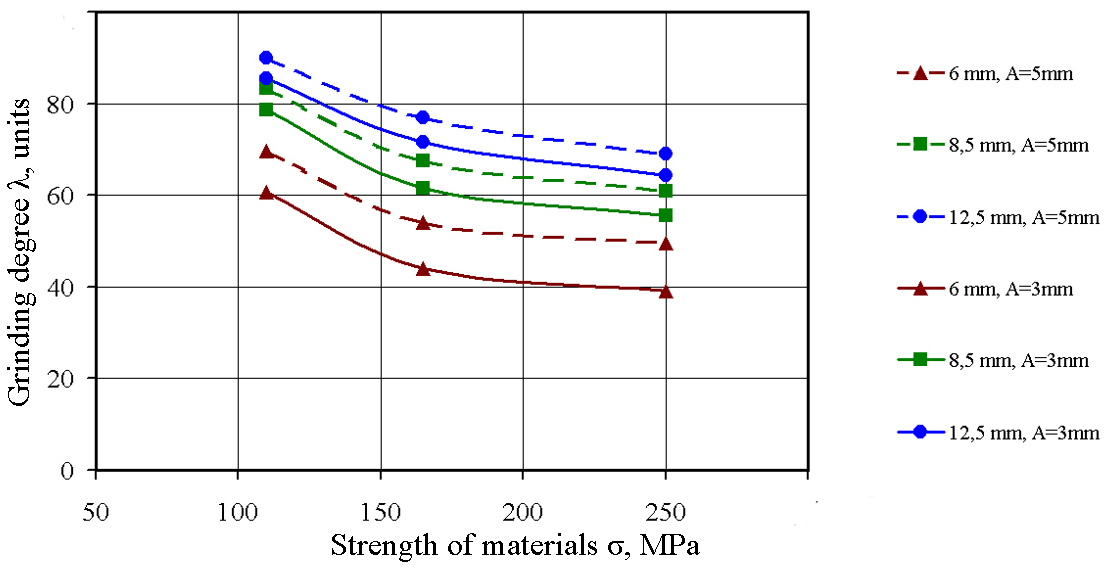 Grinding degree λ, units
80
60
40
20
0
50 100 150 200 250
Strength of materials σ, MPa
6 mm, A=5mm
8,5 mm, A=5mm
12,5 mm, A=5mm
6 mm, A=3mm
8,5 mm, A=3mm
12,5 mm, A=3mm